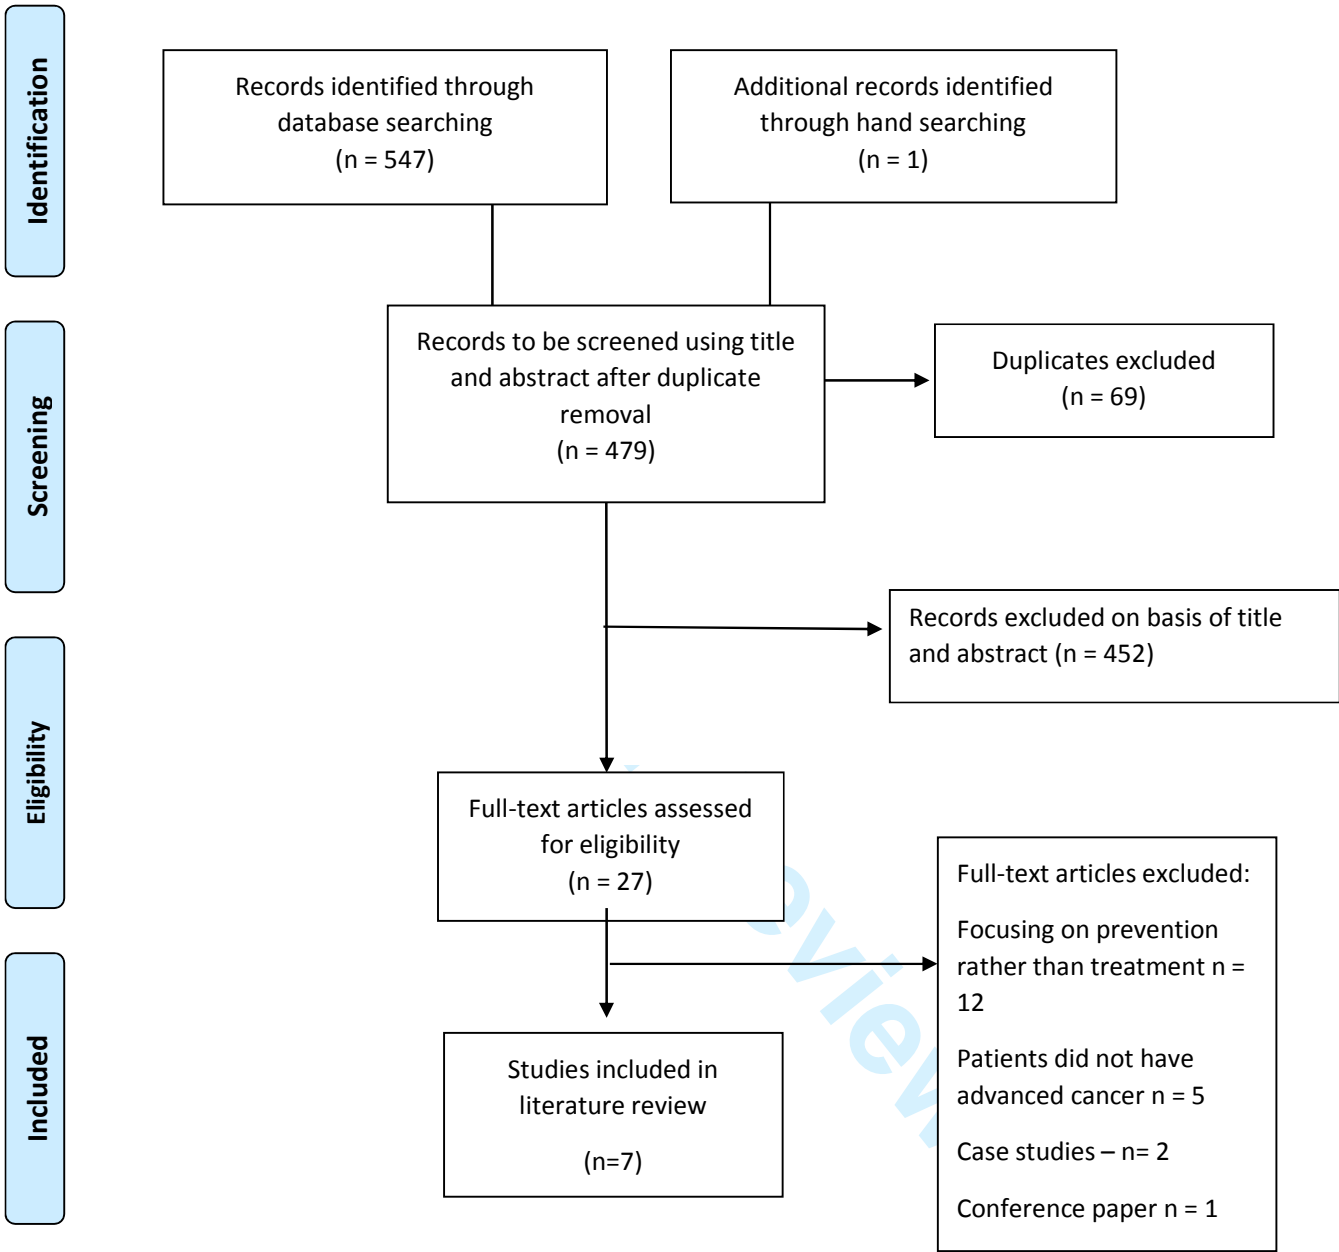 Identification
Records identified through
database searching
(n = 547)
Additional records identified
through hand searching
(n = 1)
Screening
Records to be screened using title
and abstract after duplicate
removal
(n = 479)
Duplicates excluded
(n = 69)
Records excluded on basis of title
and abstract (n = 452)
Eligibility
Full-text articles assessed
for eligibility
(n = 27)
Full-text articles excluded:
Focusing on prevention
rather than treatment n =
12
Patients did not have
advanced cancer n = 5
Case studies – n= 2
Conference paper n = 1
Included
Studies included in
literature review
(n=7)